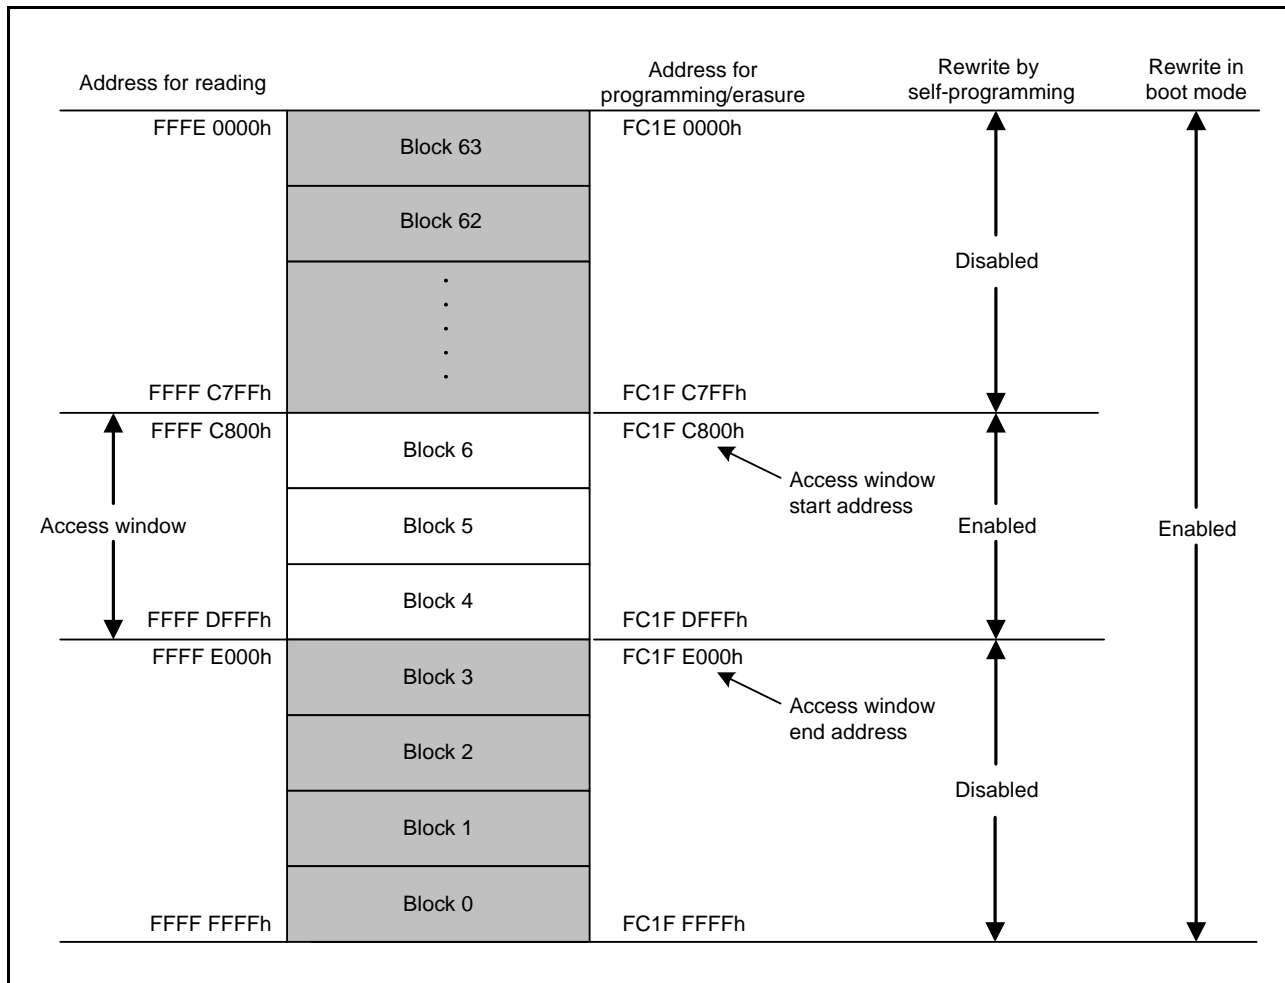 Address for reading
Address for
programming/erasure
Rewrite by
self-programming
Rewrite in
boot mode
FFFE 0000h
Block 63
FC1E 0000h
Block 62
Disabled
FFFF C7FFh
FC1F C7FFh
FFFF C800h
Block 6
FC1F C800h
Access window
start address
Access window
Block 5
Enabled
Enabled
Block 4
FFFF DFFFh
FC1F DFFFh
FFFF E000h
Block 3
FC1F E000h
Access window
end address
Block 2
Disabled
Block 1
Block 0
FFFF FFFFh
FC1F FFFFh